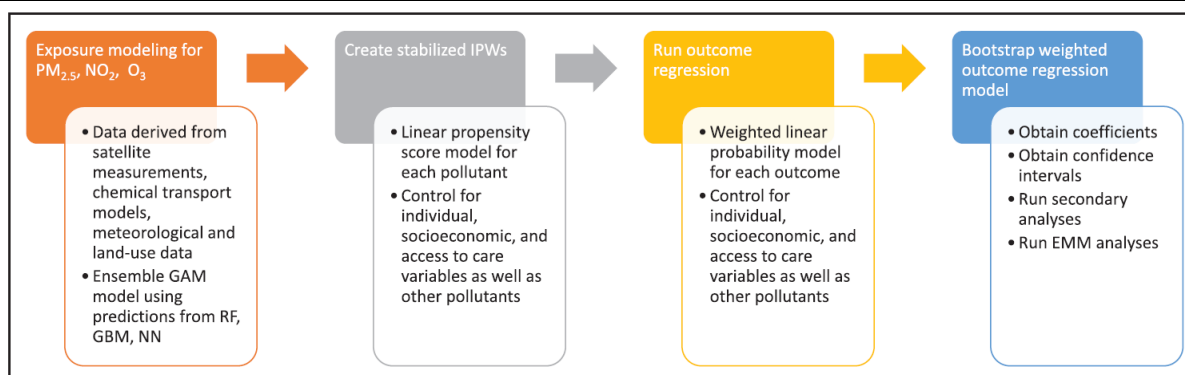 Exposure modeling for
PM2.5, NO2, O3
• Data derived from
satellite
measurements,
chemical transport
models,
meteorological and
land-use data
• Ensemble GAM
model using
predictions from RF,
GBM, NN
Create stabilized IPWs
• Linear propensity
score model for
each pollutant
• Control for
individual,
socioeconomic, and
access to care
variables as well as
other pollutants
Run outcome
regression
• Weighted linear
probability model
for each outcome
• Control for
individual,
socioeconomic, and
access to care
variables as well as
other pollutants
Bootstrap weighted
outcome regression
model
• Obtain coefficients
• Obtain confidence
intervals
• Run secondary
analyses
• Run EMM analyses